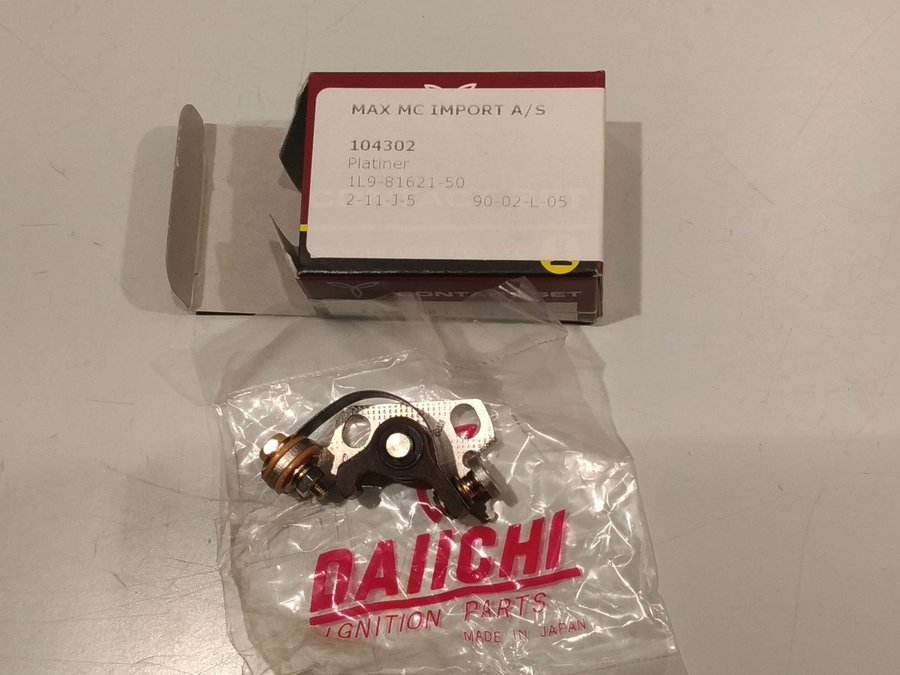 MAX MC IMPORT A/S
104302
Platiner
1L9-81621-50
2-11-J-5 90-02-L-05
DAIICHI
IGNITION PARTS
MADE IN JAPAN